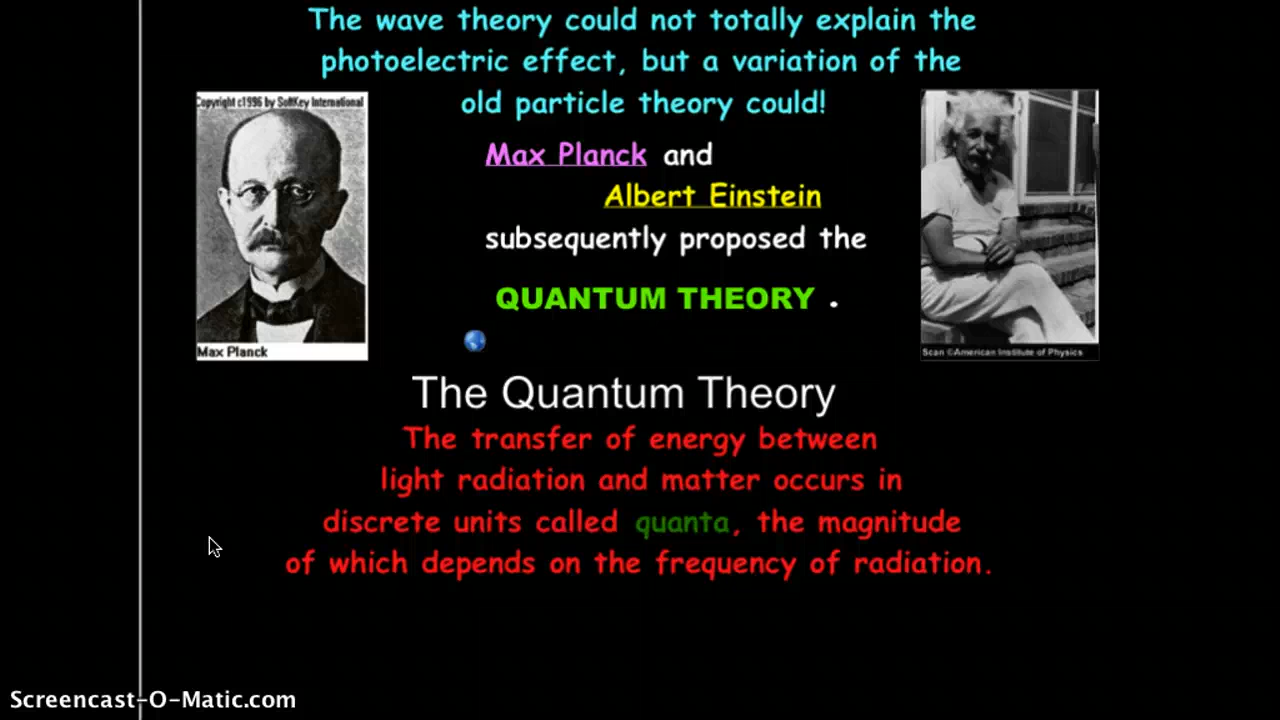 The wave theory could not totally explain the
photoelectric effect, but a variation of the
old particle theory could!
Copyright c1996 by SoftKey International
Max Planck and
Albert Einstein
subsequently proposed the
QUANTUM THEORY .
Max Planck
Scan ©American Institute of Physics
The Quantum Theory
The transfer of energy between
light radiation and matter occurs in
discrete units called quanta, the magnitude
of which depends on the frequency of radiation.
Screencast-O-Matic.com